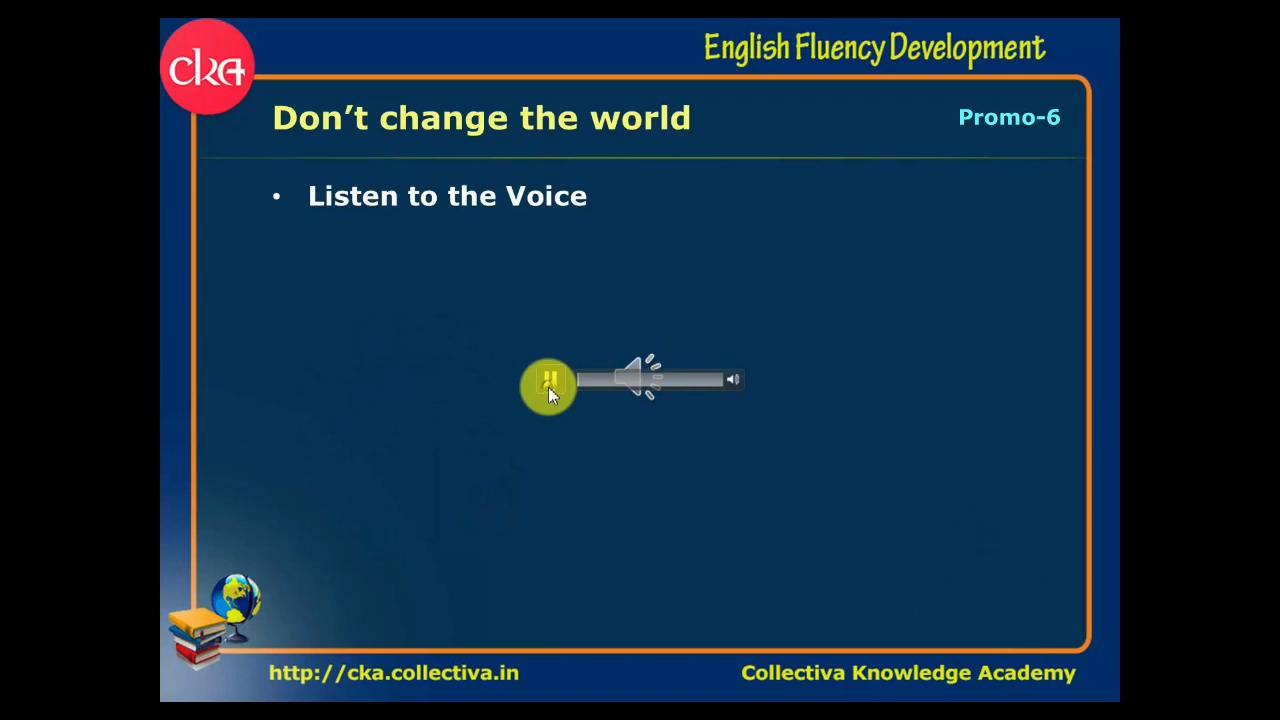 cka
English Fluency Development
Don’t change the world
Promo-6
• Listen to the Voice
http://cka.collectiva.in
Collectiva Knowledge Academy